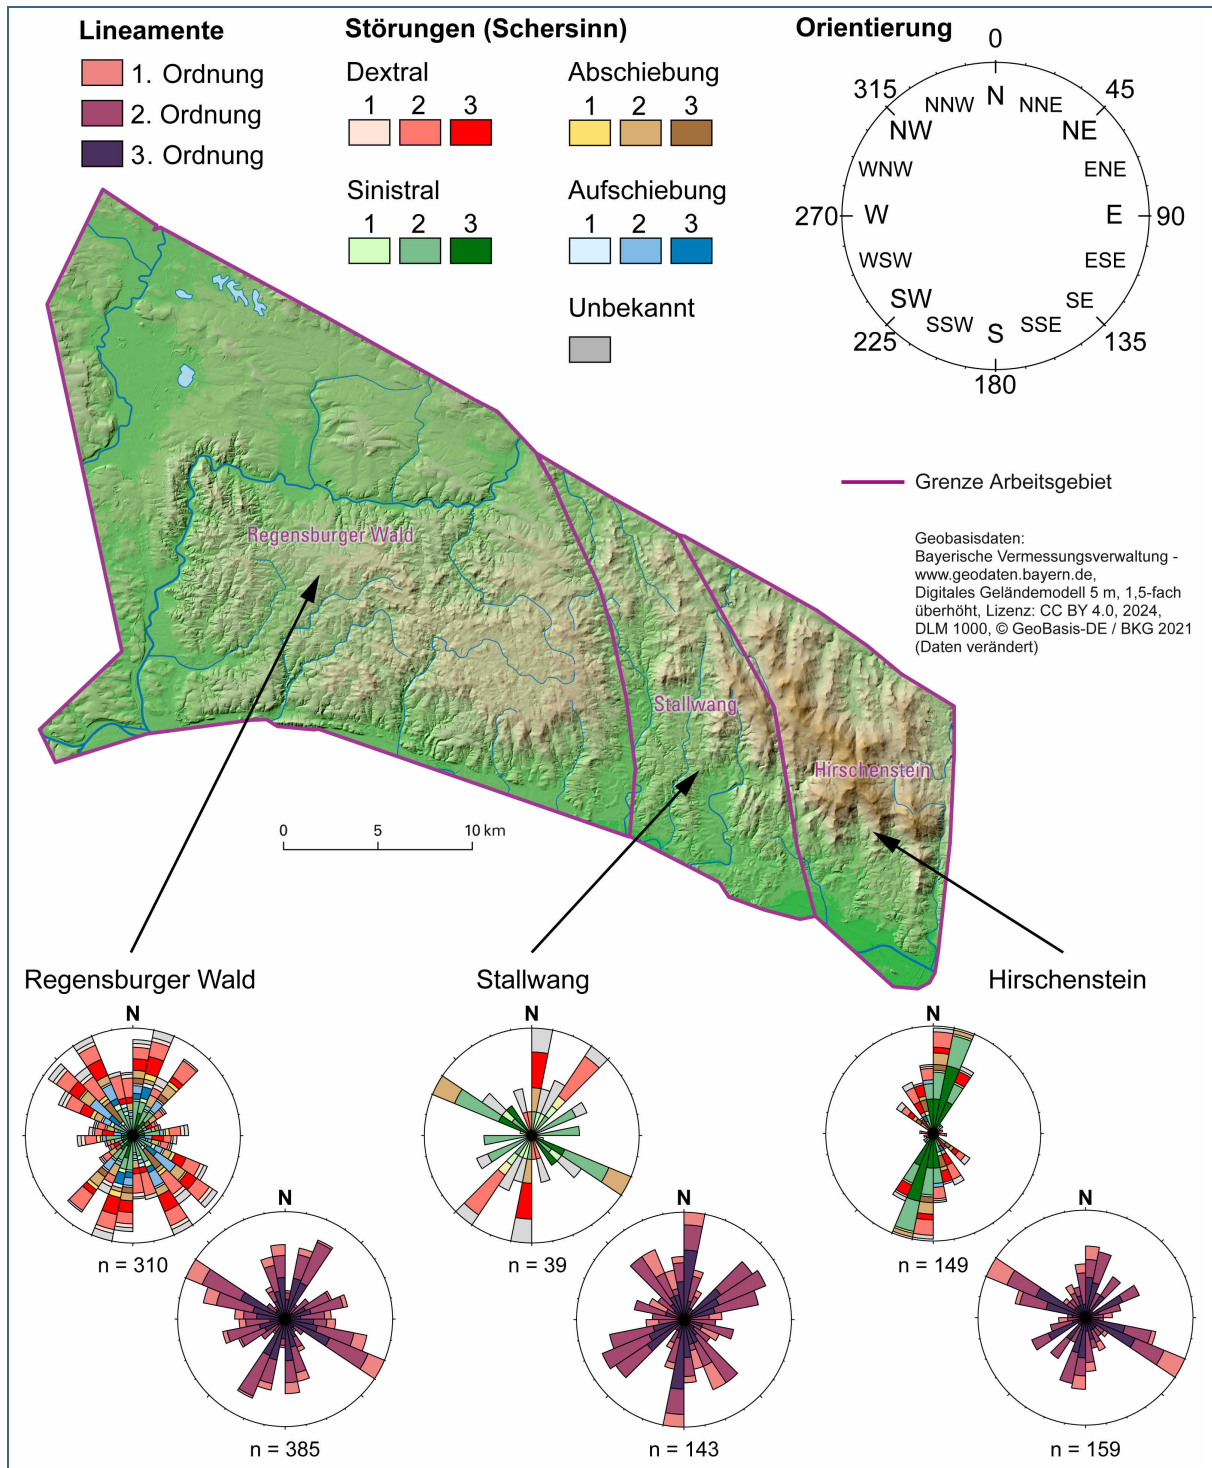 Lineamente
1. Ordnung
2. Ordnung
3. Ordnung
Störungen (Schersinn)
Dextral
1 2 3
Abschiebung
1 2 3
Sinistral
1 2 3
Aufschiebung
1 2 3
Unbekannt
Orientierung
0
315 NNW N NNE 45
NW NE
WNW ENE
270 W E 90
WSW ESE
SW SE
225 SSW S SSE 135
180
Grenze Arbeitsgebiet
Geobasisdaten:
Bayerische Vermessungsverwaltung -
www.geodaten.bayern.de,
Digitales Geländemodell 5 m, 1,5-fach
überhöht, Lizenz: CC BY 4.0, 2024,
DLM 1000, © GeoBasis-DE / BKG 2021
(Daten verändert)
Regensburger Wald
Stallwang
Hirschenstein
0 5 10 km
Regensburger Wald
N
n = 310
N
n = 385
Stallwang
N
n = 39
N
n = 143
Hirschenstein
N
n = 149
N
n = 159